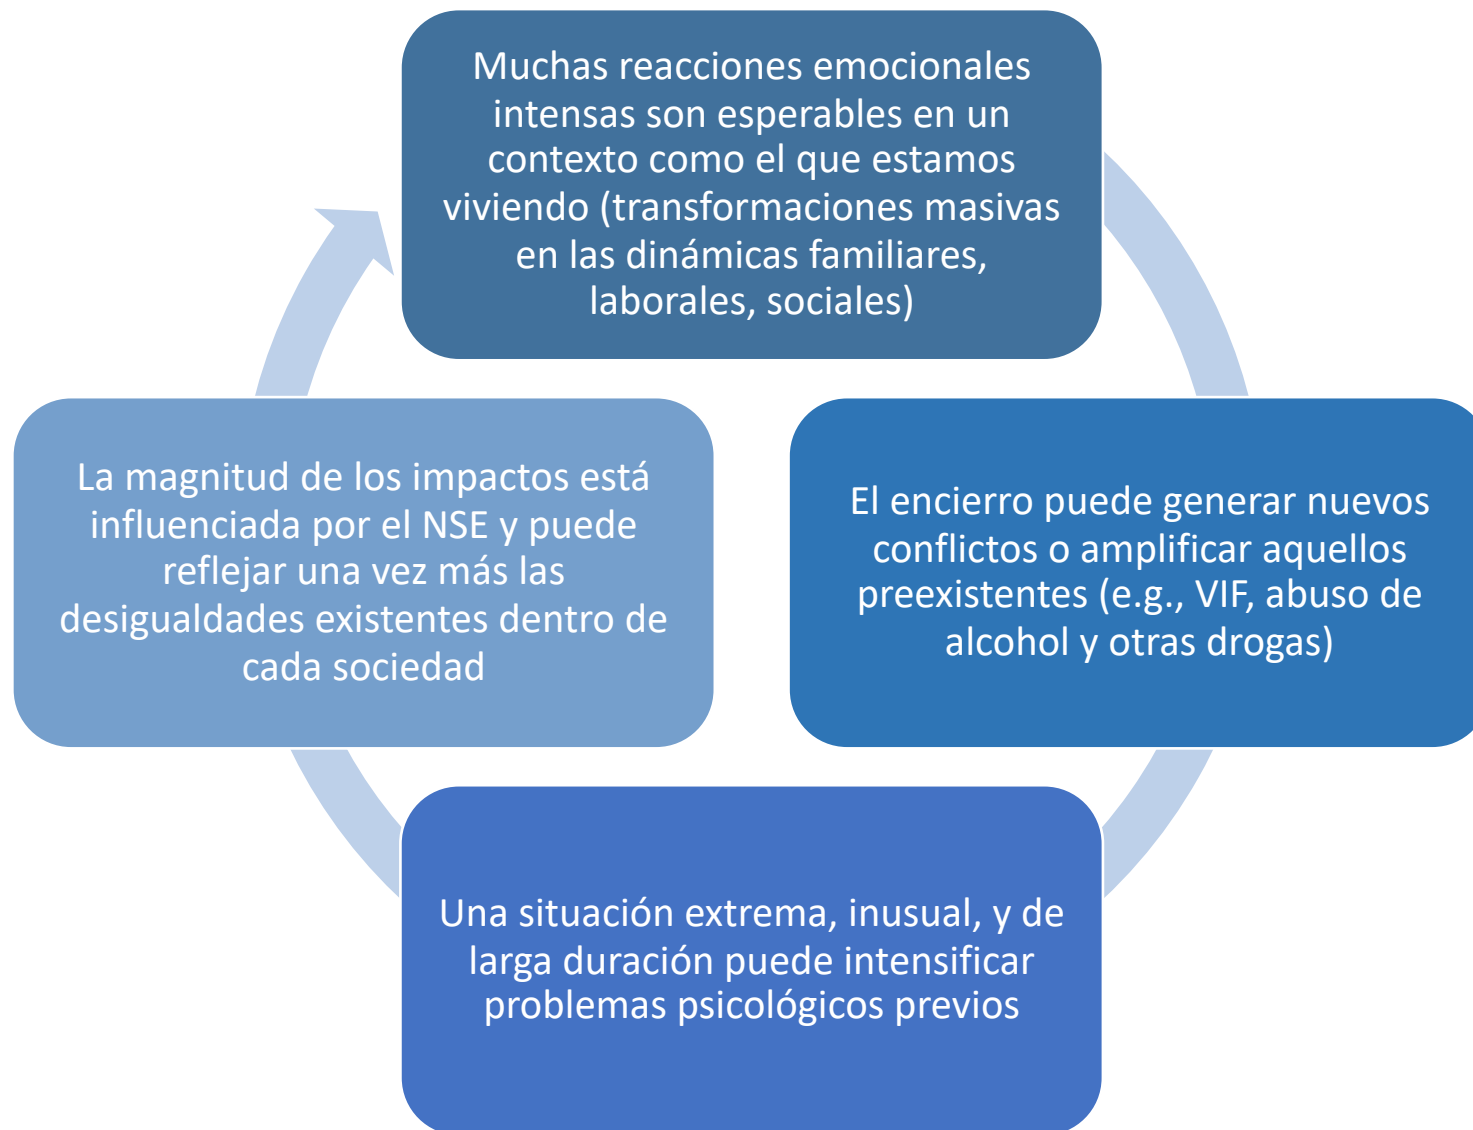 Muchas reacciones emocionales
intensas son esperables en un
contexto como el que estamos
viviendo (transformaciones masivas
en las dinámicas familiares,
laborales, sociales)
La magnitud de los impactos está
influenciada por el NSE y puede
reflejar una vez más las
desigualdades existentes dentro de
cada sociedad
El encierro puede generar nuevos
conflictos o amplificar aquellos
preexistentes (e.g., VIF, abuso de
alcohol y otras drogas)
Una situación extrema, inusual, y de
larga duración puede intensificar
problemas psicológicos previos